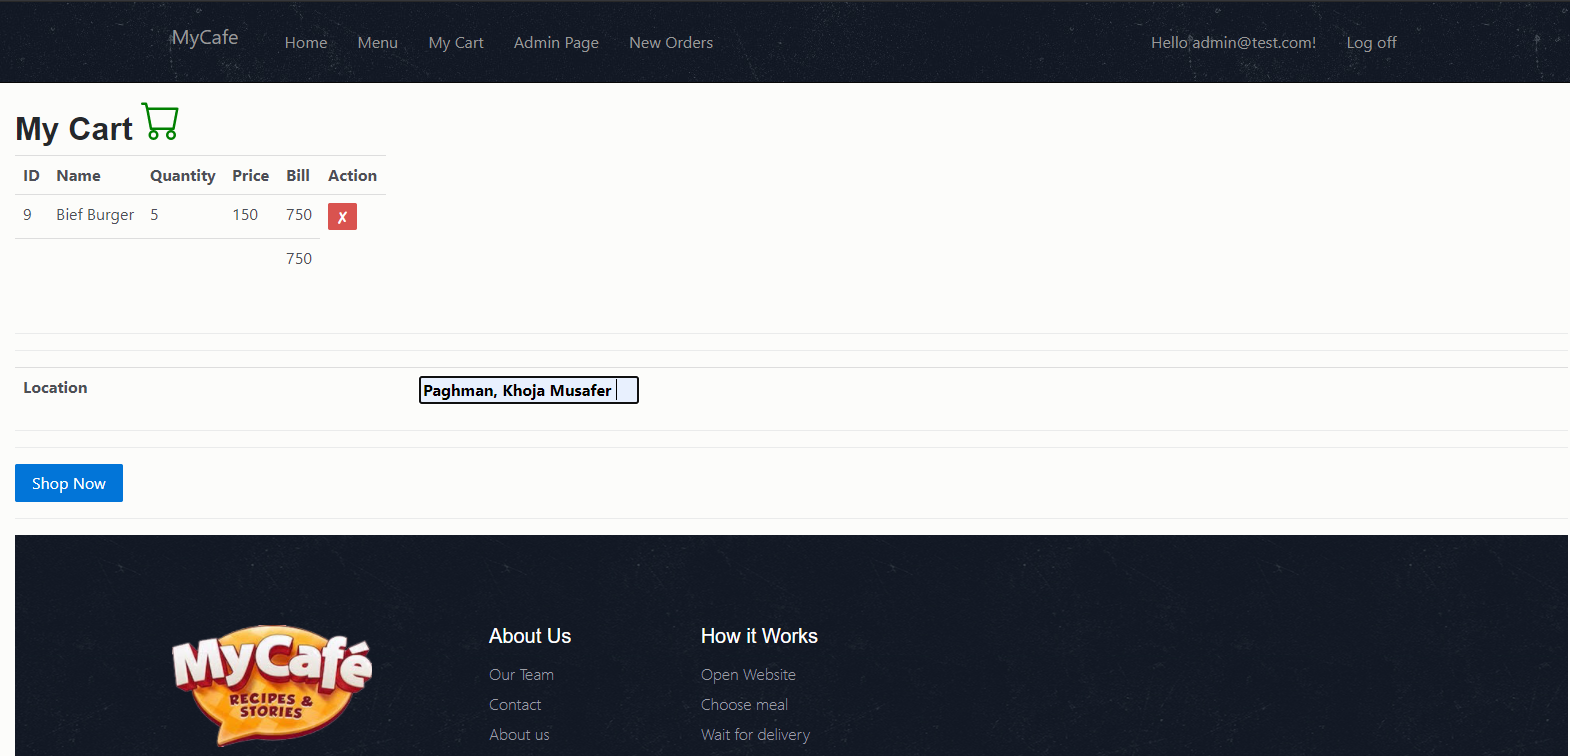 MyCafe Home Menu My Cart Admin Page New Orders Hello admin@test.com! Log off
My Cart
ID Name Quantity Price Bill Action
9 Bief Burger 5 150 750 ✗
750
Location Paghman, Khoja Musafer
Shop Now
MyCafé
RECIPES &
STORIES
About Us
Our Team
Contact
About us
How it Works
Open Website
Choose meal
Wait for delivery